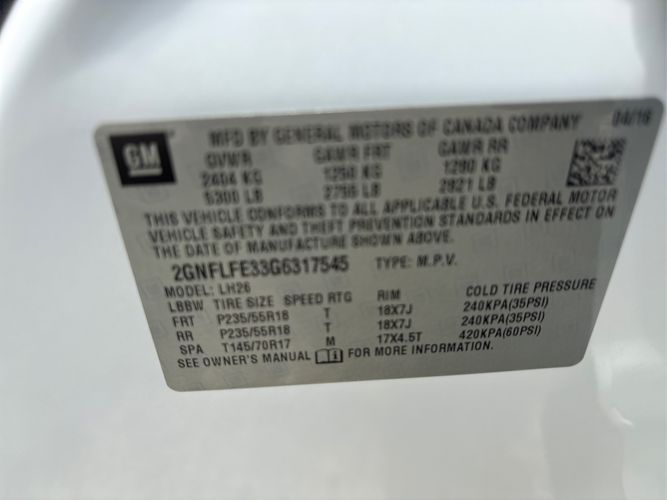 GM
MFD BY GENERAL MOTORS OF CANADA COMPANY 04/16
GVWR GAWR FRT GAWR RR
2404 KG 1250 KG 1280 KG
5300 LB 2756 LB 2821 LB
THIS VEHICLE CONFORMS TO ALL APPLICABLE U.S. FEDERAL MOTOR
VEHICLE SAFETY AND THEFT PREVENTION STANDARDS IN EFFECT ON
THE DATE OF MANUFACTURE SHOWN ABOVE.
2GNFLFE33G6317545 TYPE: M.P.V.
MODEL: LH26
LBBW TIRE SIZE SPEED RTG RIM COLD TIRE PRESSURE
FRT P235/55R18 T 18X7J 240KPA(35PSI)
RR P235/55R18 T 18X7J 240KPA(35PSI)
SPA T145/70R17 M 17X4.5T 420KPA(60PSI)
SEE OWNER'S MANUAL FOR MORE INFORMATION.